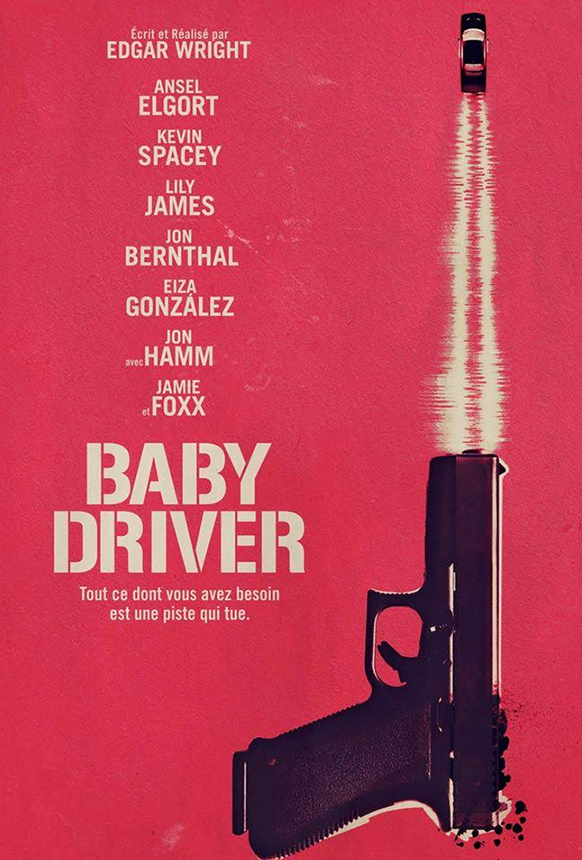 Écrit et Réalisé par
EDGAR WRIGHT
ANSEL
ELGORT
KEVIN
SPACEY
LILY
JAMES
JON
BERNTHAL
EIZA
GONZÁLEZ
JON
avec HAMM
JAMIE
et FOXX
BABY
DRIVER
Tout ce dont vous avez besoin
est une piste qui tue.